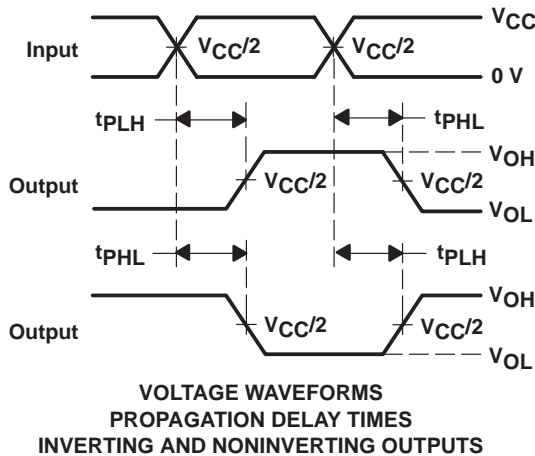 VCC
Input
VCC/2
VCC/2
0 V
tPLH
tPHL
VOH
Output
VCC/2
VCC/2
VOL
tPHL
tPLH
VOH
Output
VCC/2
VCC/2
VOL
VOLTAGE WAVEFORMS
PROPAGATION DELAY TIMES
INVERTING AND NONINVERTING OUTPUTS